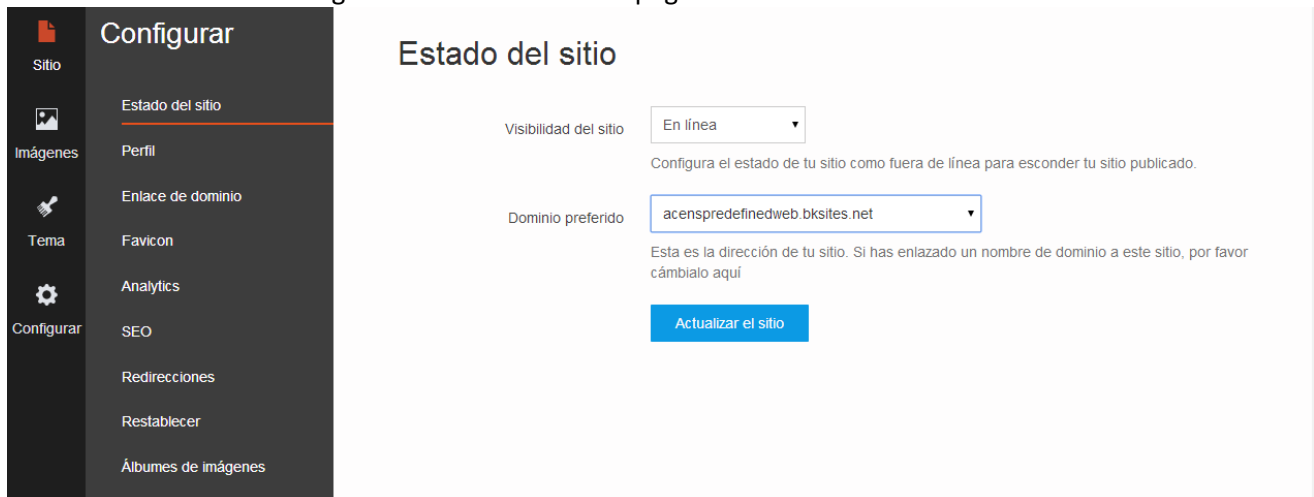 Sitio
Imágenes
Tema
Configurar
Configurar
Estado del sitio
Perfil
Enlace de dominio
Favicon
Analytics
SEO
Redirecciones
Restablecer
Álbumes de imágenes
Estado del sitio
Visibilidad del sitio
En línea
Configura el estado de tu sitio como fuera de línea para esconder tu sitio publicado.
Dominio preferido
acenspredefinedweb.bksites.net
Esta es la dirección de tu sitio. Si has enlazado un nombre de dominio a este sitio, por favor
cámbialo aquí
Actualizar el sitio